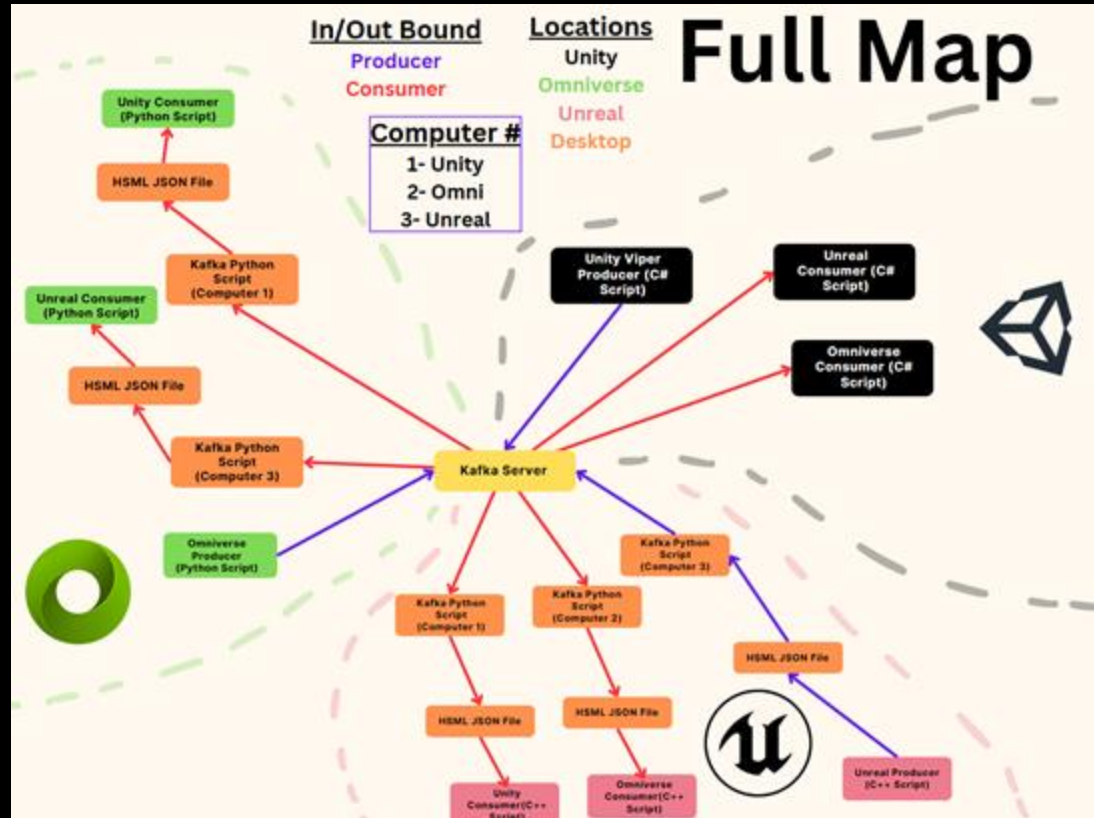 In/Out Bound
Producer
Consumer
Locations
Unity
Omniverse
Unreal
Desktop
Full Map
Computer #
1- Unity
2- Omni
3- Unreal
Unity Consumer
(Python Script)
HSML JSON File
Kafka Python
Script
(Computer 1)
Unreal Consumer
(Python Script)
HSML JSON File
Kafka Python
Script
(Computer 3)
Omniverse
Producer
(Python Script)
Unity Viper
Producer (C#
Script)
Unreal
Consumer (C#
Script)
Omniverse
Consumer (C#
Script)
Kafka Server
Kafka Python
Script
(Computer 1)
HSML JSON File
Unity
Consumer(C++
Script)
Kafka Python
Script
(Computer 2)
HSML JSON File
Omniverse
Consumer(C++
Script)
Kafka Python
Script
(Computer 3)
HSML JSON File
Unreal Producer
(C++ Script)